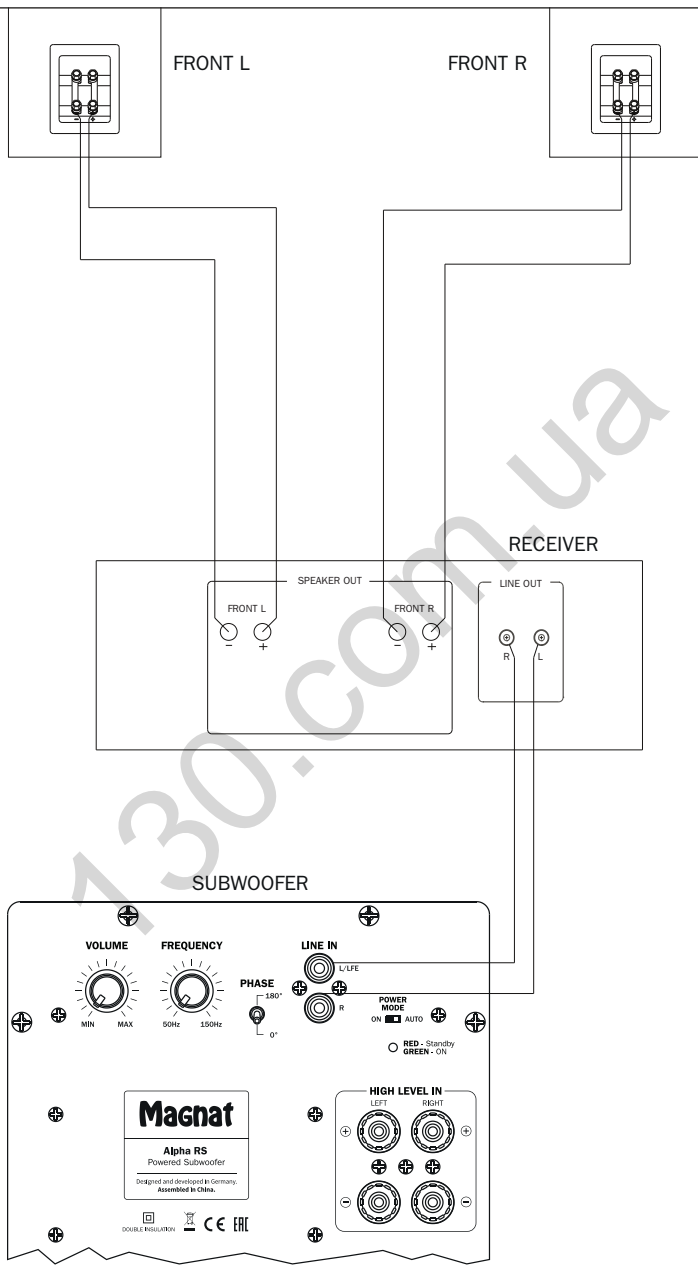 FRONT L
FRONT R
– +
– +
RECEIVER
SPEAKER OUT
LINE OUT
FRONT L
FRONT R
– +
– +
R L
130.com.ua
SUBWOOFER
VOLUME
FREQUENCY
LINE IN
L/LFE
PHASE
180°
0°
R
POWER
MODE
ON AUTO
MIN MAX
50Hz 150Hz
RED - Standby
GREEN - ON
HIGH LEVEL IN
LEFT RIGHT
+ +
– –
Magnat
Alpha RS
Powered Subwoofer
Designed and developed in Germany.
Assembled in China.
DOUBLE INSULATION
CE EAC